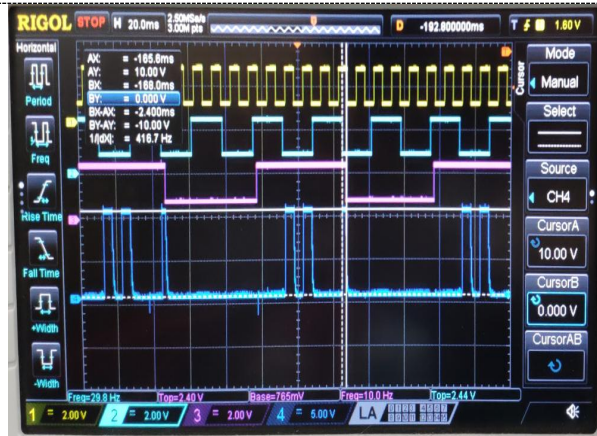 RIGOL STOP H 20.0ms 2.50MSa/s 3.00M pts D -192.800000ms T 1.60V
Horizontal
Period
Freq
Rise Time
Fall Time
+Width
-Width
AX: = -165.6ms
AY: = 10.00 V
BX: = -168.0ms
BY: = 0.000 V
BX-AX: = -2.400ms
BY-AY: = -10.00 V
1/|dX|: = 416.7 Hz
Cursor
Mode
Manual
Select
Source
CH4
CursorA
10.00 V
CursorB
0.000 V
CursorAB
Freq=29.8 Hz Top=2.40 V Base=765mV Freq=10.0 Hz Top=2.44 V
1 = 2.00 V 2 = 2.00 V 3 = 2.00 V 4 = 5.00 V LA